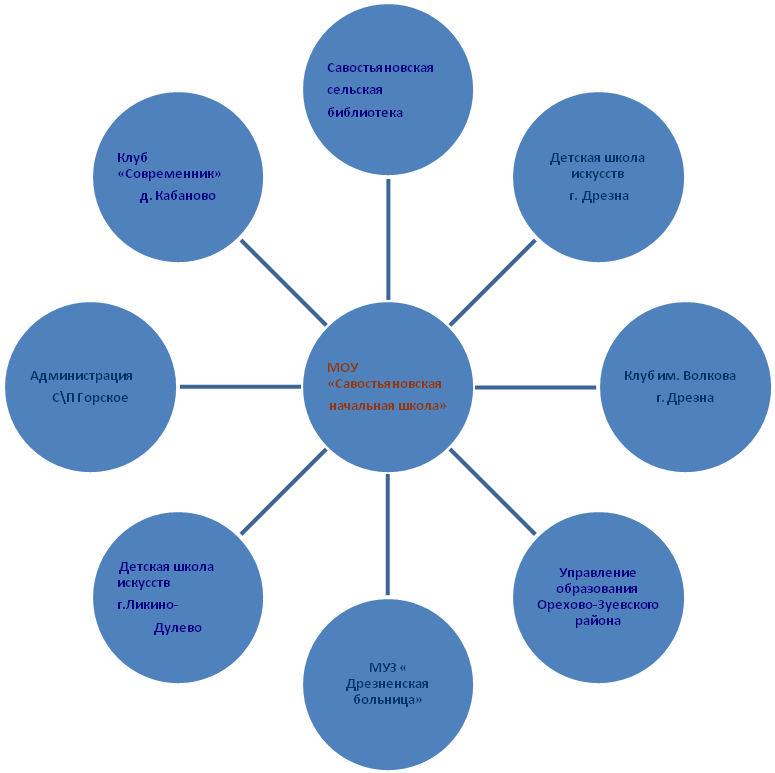 Савостьяновская
сельская
библиотека
Клуб
«Современник»
д. Кабаново
Детская школа
искусств
г. Дрезна
Администрация
С\П Горское
МОУ
«Савостьяновская
начальная школа»
Клуб им. Волкова
г. Дрезна
Детская школа
искусств
г.Ликино-
Дулево
Управление
образования
Орехово-Зуевского
района
МУЗ «
Дрезненская
больница»